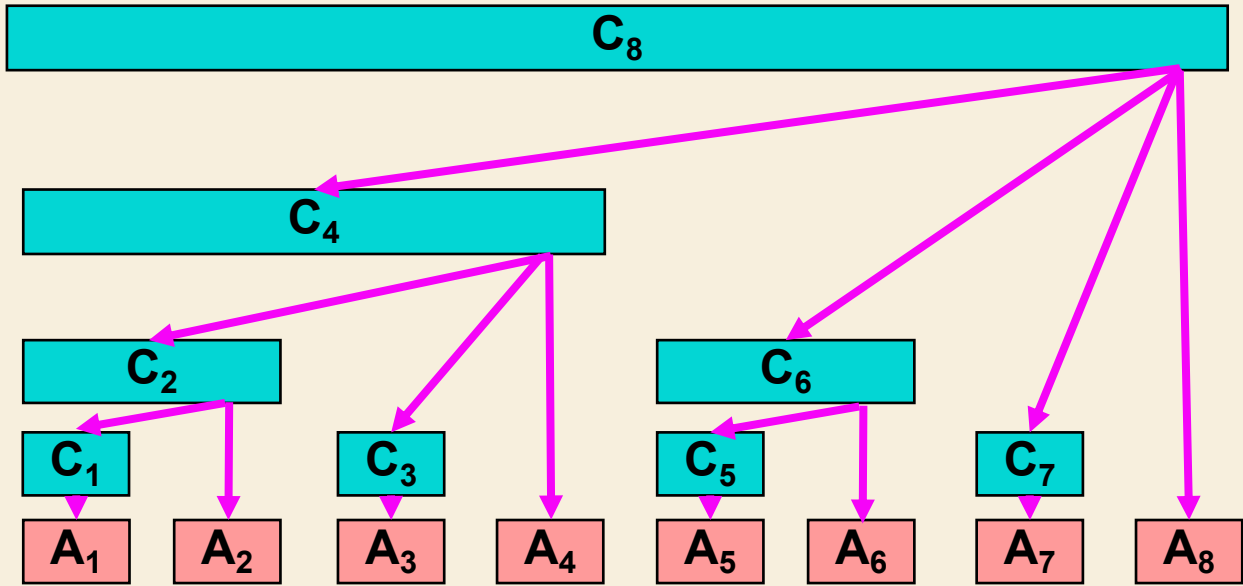 C₈
C₄
C₂ C₆
C₁ C₃ C₅ C₇
A₁ A₂ A₃ A₄ A₅ A₆ A₇ A₈